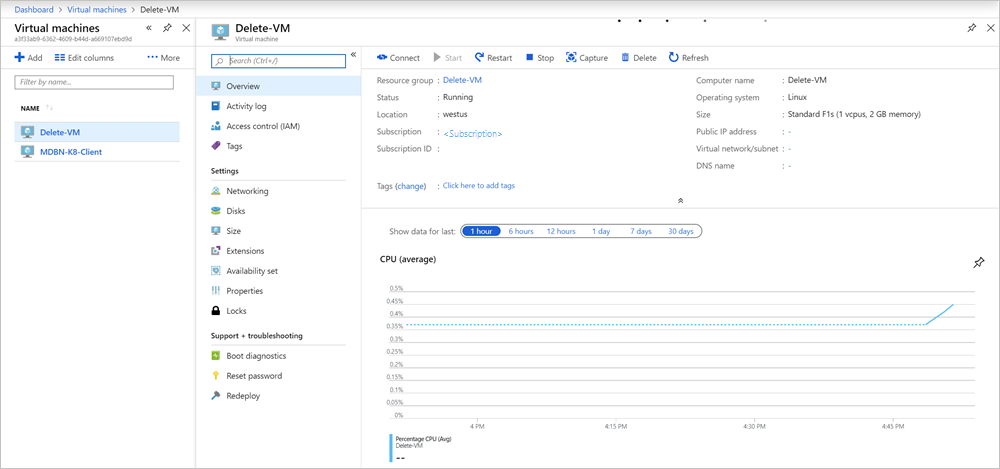 Dashboard > Virtual machines > Delete-VM
Virtual machines
a3f33ab9-6362-4609-b44d-a669107ebd9d
Add
Edit columns
More
Filter by name...
NAME
Delete-VM
MDBN-K8-Client
Delete-VM
Virtual machine
Search (Ctrl+/)
Overview
Activity log
Access control (IAM)
Tags
Settings
Networking
Disks
Size
Extensions
Availability set
Properties
Locks
Support + troubleshooting
Boot diagnostics
Reset password
Redeploy
Connect
Start
Restart
Stop
Capture
Delete
Refresh
Resource group : Delete-VM
Status : Running
Location : westus
Subscription : <Subscription>
Subscription ID :
Computer name : Delete-VM
Operating system : Linux
Size : Standard F1s (1 vcpus, 2 GB memory)
Public IP address : -
Virtual network/subnet : -
DNS name : -
Tags (change) : Click here to add tags
Show data for last: 1 hour 6 hours 12 hours 1 day 7 days 30 days
CPU (average)
0.5%
0.45%
0.4%
0.35%
0.3%
0.25%
0.2%
0.15%
0.1%
0.05%
0%
4 PM 4:15 PM 4:30 PM 4:45 PM
Percentage CPU (Avg)
Delete-VM
--